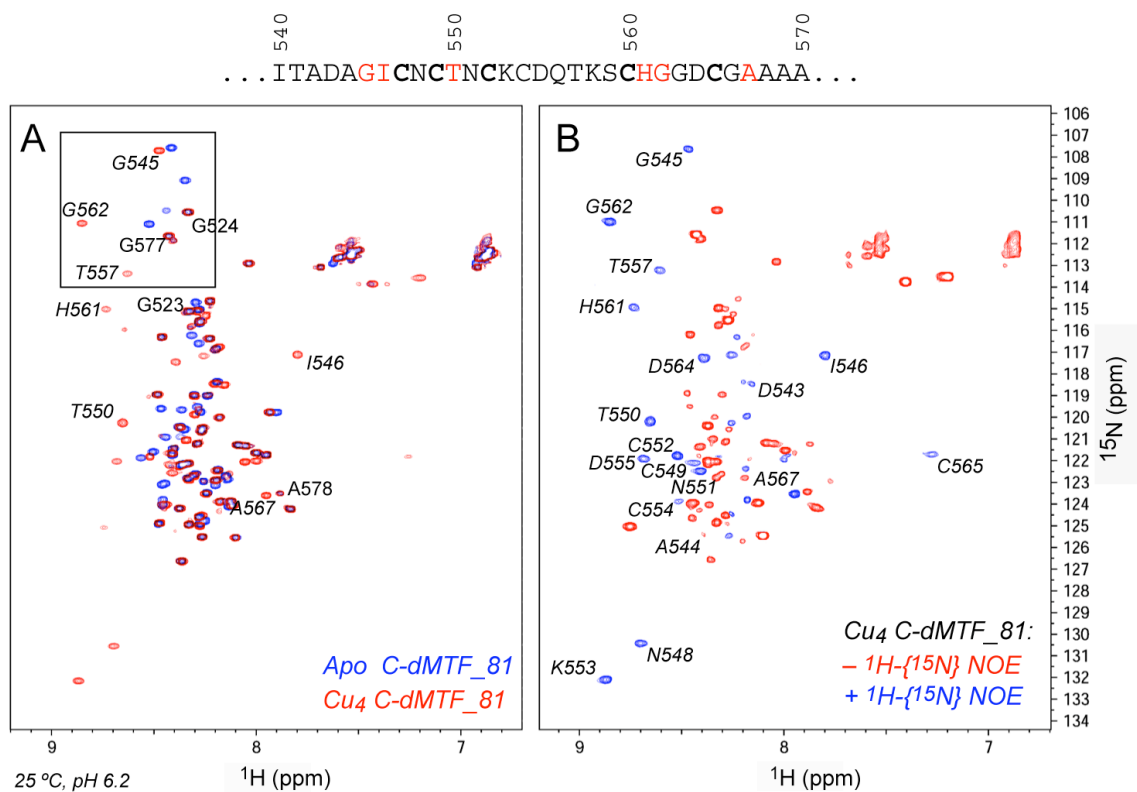 540 550 560 570
...ITADAGICNCTNCKCDQTKSCHGGDCGAAAA...
A
G545
G562
G524
G577
T557
G523
H561
I546
T550
A578
A567
Apo C-dMTF_81
Cu4 C-dMTF_81
9 8 7
¹H (ppm)
25 ºC, pH 6.2
B
G545
G562
T557
H561
D564
I546
D543
T550
C552
D555
C549
C565
N551
A567
C554
A544
N548
K553
Cu4 C-dMTF_81:
– ¹H-{¹⁵N} NOE
+ ¹H-{¹⁵N} NOE
9 8 7
¹H (ppm)
106
107
108
109
110
111
112
113
114
115
116
117
118
119
120
121
122
123
124
125
126
127
128
129
130
131
132
133
134
¹⁵N (ppm)